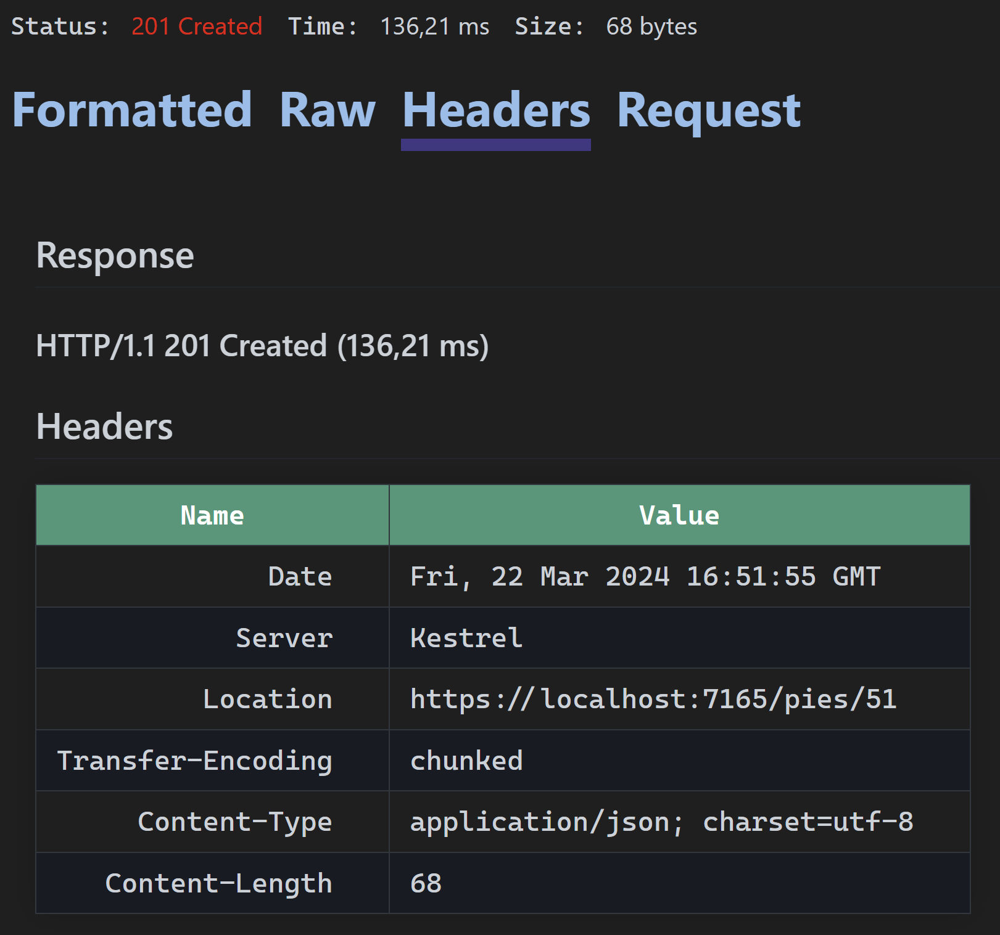 Status: 201 Created Time: 136,21 ms Size: 68 bytes
Formatted Raw Headers Request
Response
HTTP/1.1 201 Created (136,21 ms)
Headers
Name Value
Date Fri, 22 Mar 2024 16:51:55 GMT
Server Kestrel
Location https://localhost:7165/pies/51
Transfer-Encoding chunked
Content-Type application/json; charset=utf-8
Content-Length 68